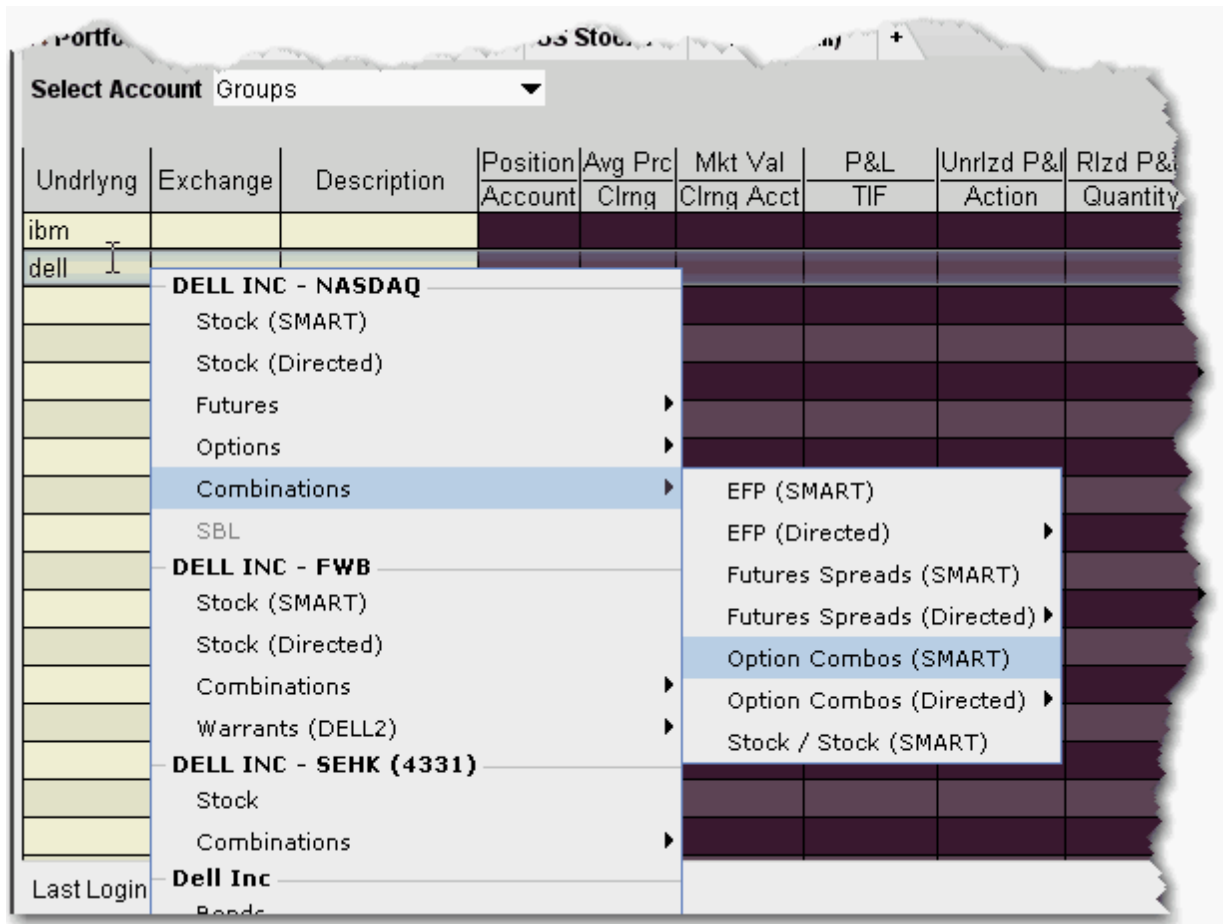 +
Select Account Groups
Undrlyng Exchange Description Position Avg Prc Mkt Val P&L Unrlzd P&L Rlzd P&
Account Clrng Clrng Acct TIF Action Quantity
ibm
dell
DELL INC - NASDAQ
Stock (SMART)
Stock (Directed)
Futures
Options
Combinations
SBL
DELL INC - FWB
Stock (SMART)
Stock (Directed)
Combinations
Warrants (DELL2)
DELL INC - SEHK (4331)
Stock
Combinations
Dell Inc
Bonds
EFP (SMART)
EFP (Directed)
Futures Spreads (SMART)
Futures Spreads (Directed)
Option Combos (SMART)
Option Combos (Directed)
Stock / Stock (SMART)
Last Login